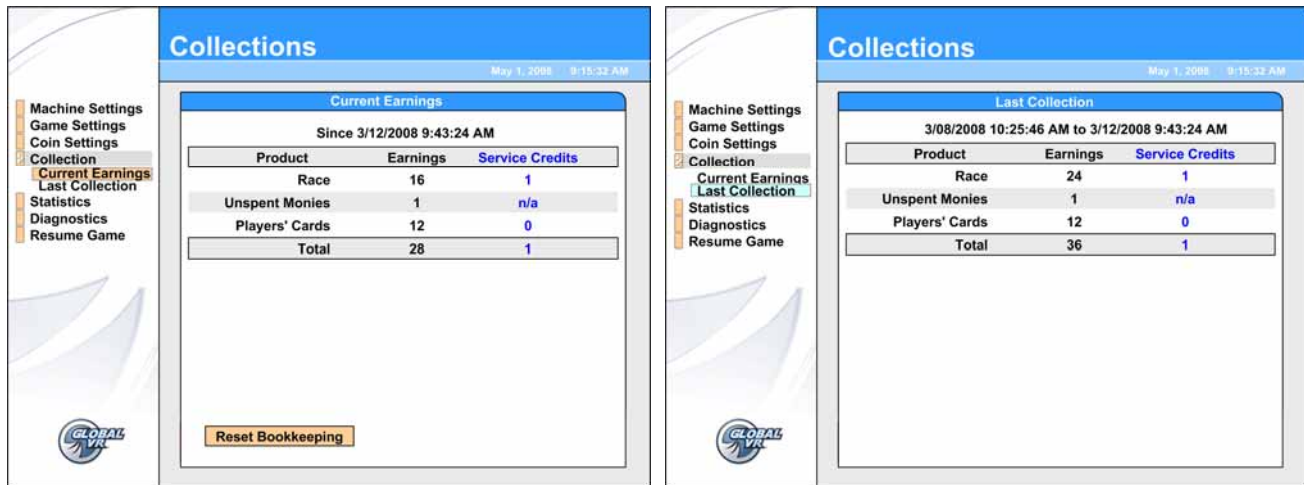 Collections
May 1, 2008 9:15:32 AM
Machine Settings
Game Settings
Coin Settings
Collection
Current Earnings
Last Collection
Statistics
Diagnostics
Resume Game
Current Earnings
Since 3/12/2008 9:43:24 AM
Product Earnings Service Credits
Race 16 1
Unspent Monies 1 n/a
Players' Cards 12 0
Total 28 1
Reset Bookkeeping
GLOBAL
VR
Collections
May 1, 2008 9:15:32 AM
Machine Settings
Game Settings
Coin Settings
Collection
Current Earnings
Last Collection
Statistics
Diagnostics
Resume Game
Last Collection
3/08/2008 10:25:46 AM to 3/12/2008 9:43:24 AM
Product Earnings Service Credits
Race 24 1
Unspent Monies 1 n/a
Players' Cards 12 0
Total 36 1
GLOBAL
VR